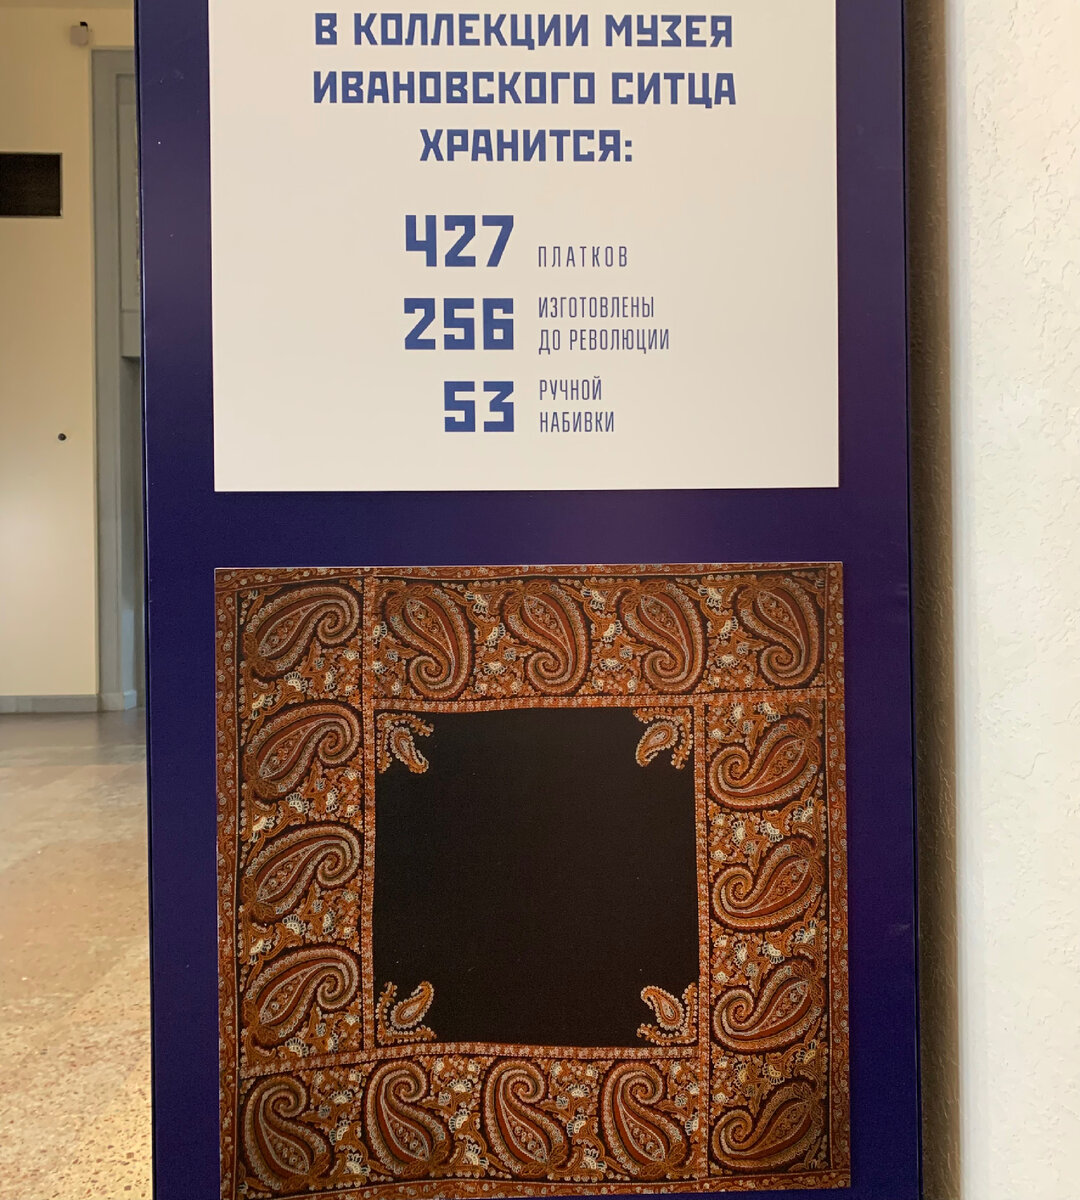 В КОЛЛЕКЦИИ МУЗЕЯ
ИВАНОВСКОГО СИТЦА
ХРАНИТСЯ:
427 ПЛАТКОВ
256 ИЗГОТОВЛЕНЫ
ДО РЕВОЛЮЦИИ
53 РУЧНОЙ
НАБИВКИ